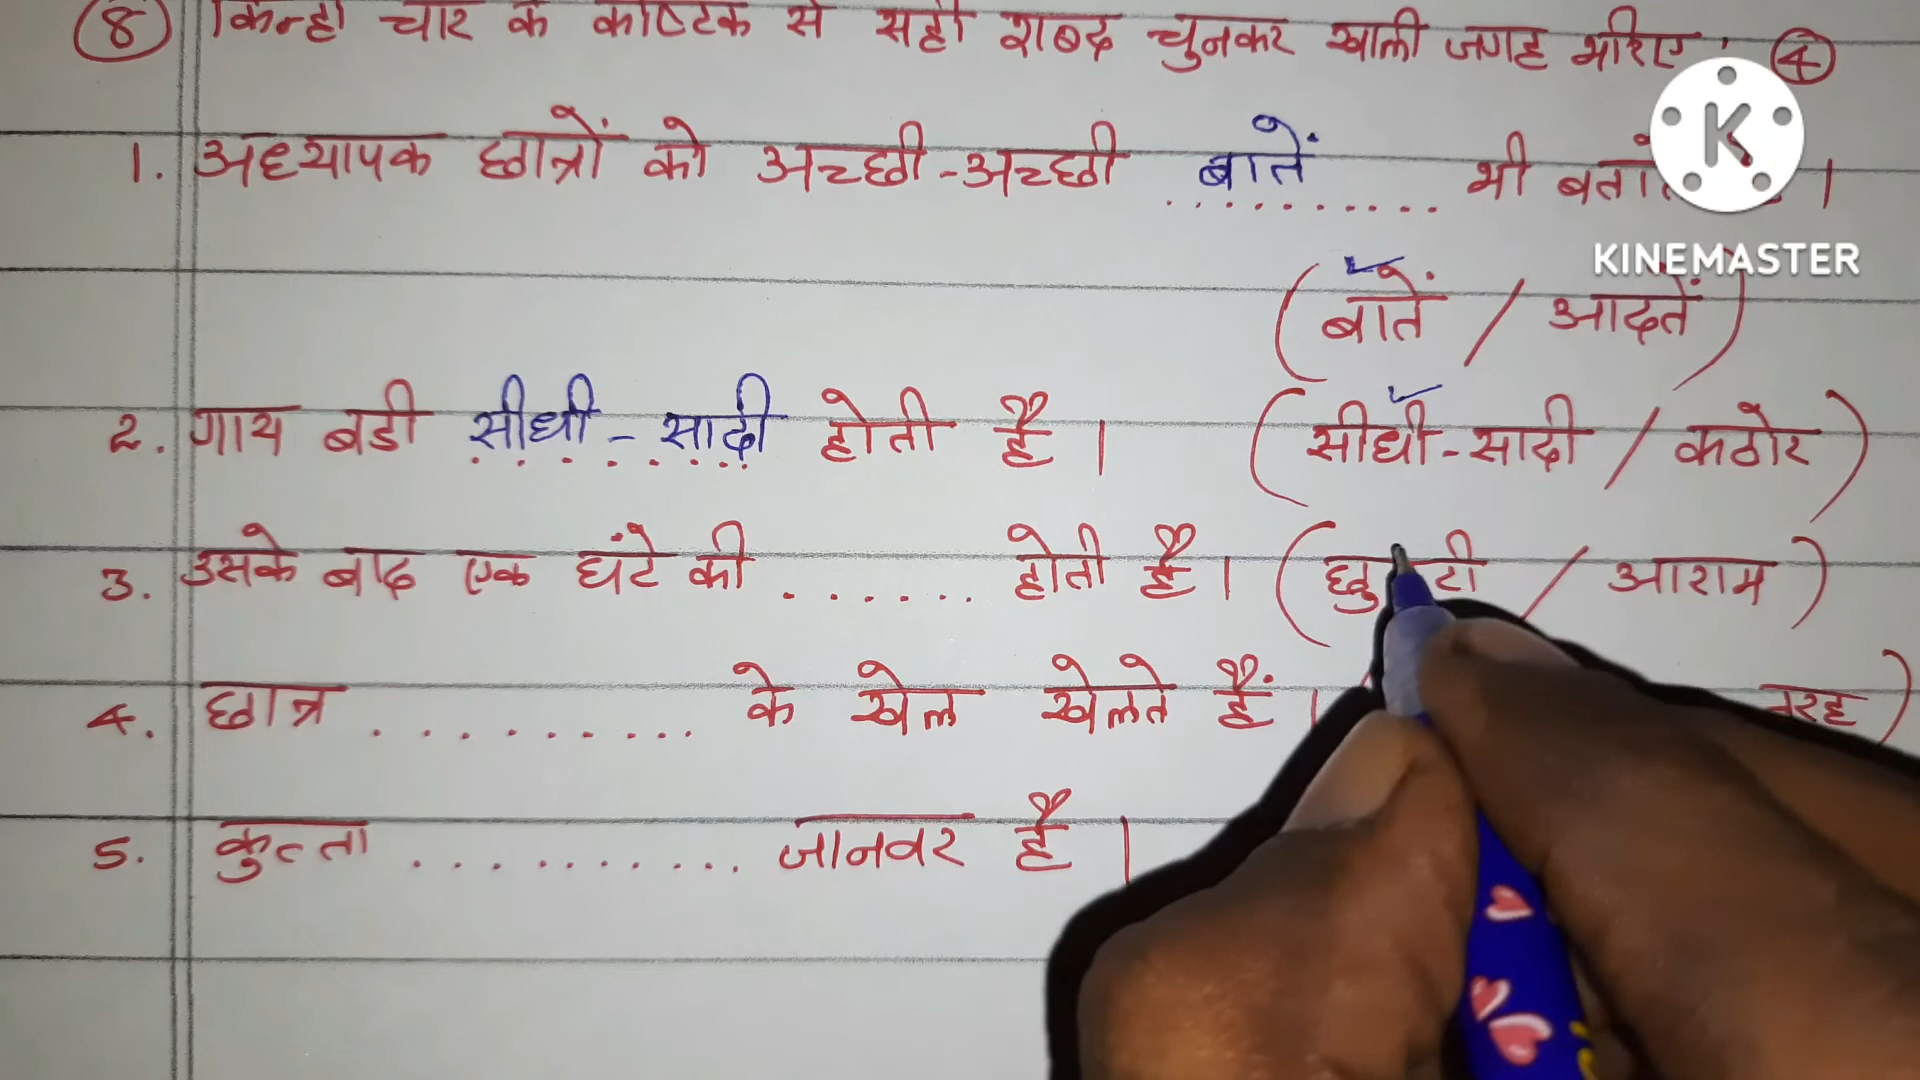 8 किन्ही चार के कोष्टक से सही शब्द चुनकर खाली जगह भरिए. 4
1. अध्यापक छात्रों को अच्छी-अच्छी बातें .......... भी |
KINEMASTER
(बातें / आदतें)
2. गाय बडी सीधी - सादी होती है | (सीधी-सादी / कठोर)
3. उसके बाद एक घंटे की ....... होती है | ( / आराम)
4. छात्र ........... के खेल खेलते हैं | तरह)
5. कुत्ता ............ जानवर है |